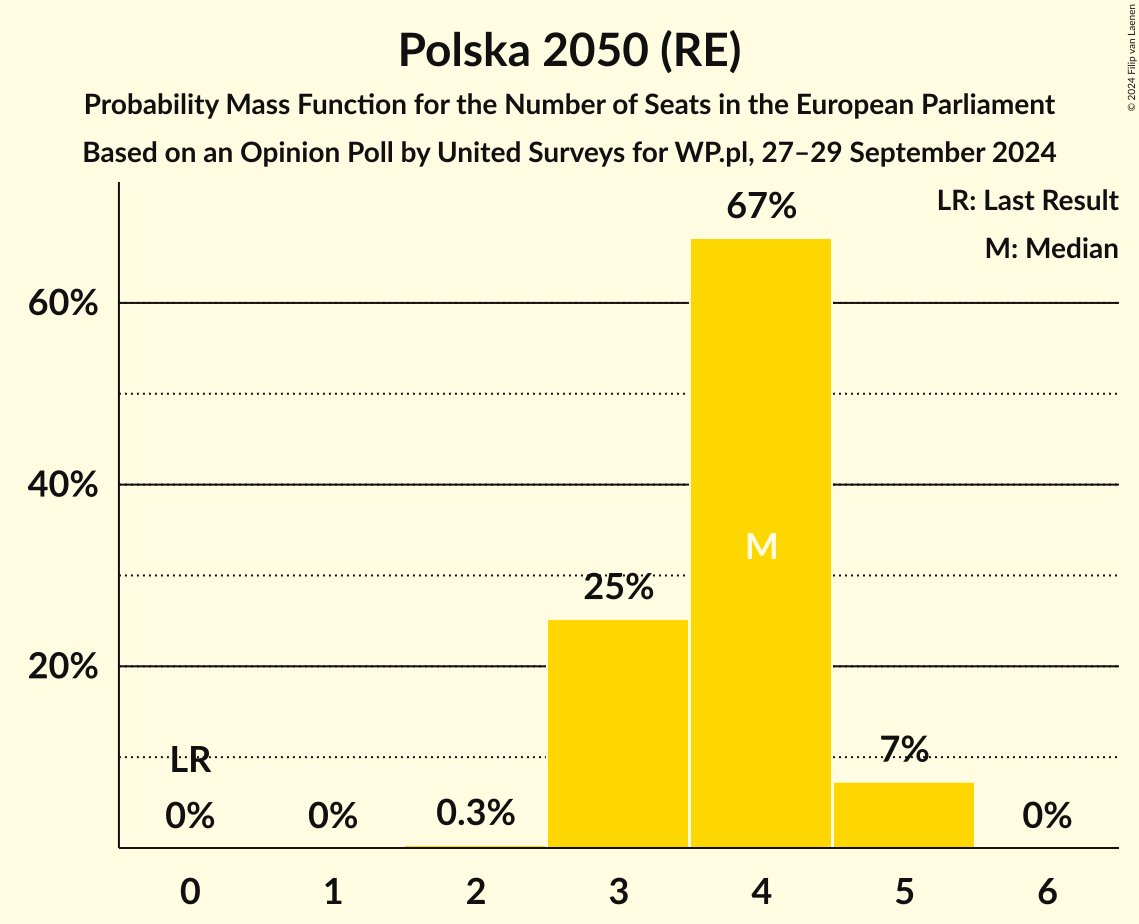 Polska 2050 (RE)
Probability Mass Function for the Number of Seats in the European Parliament
Based on an Opinion Poll by United Surveys for WP.pl, 27–29 September 2024
© 2024 Filip van Laenen
LR: Last Result
M: Median
67%
60%
40%
M
25%
20%
7%
LR
0%
0%
0.3%
0%
0 1 2 3 4 5 6